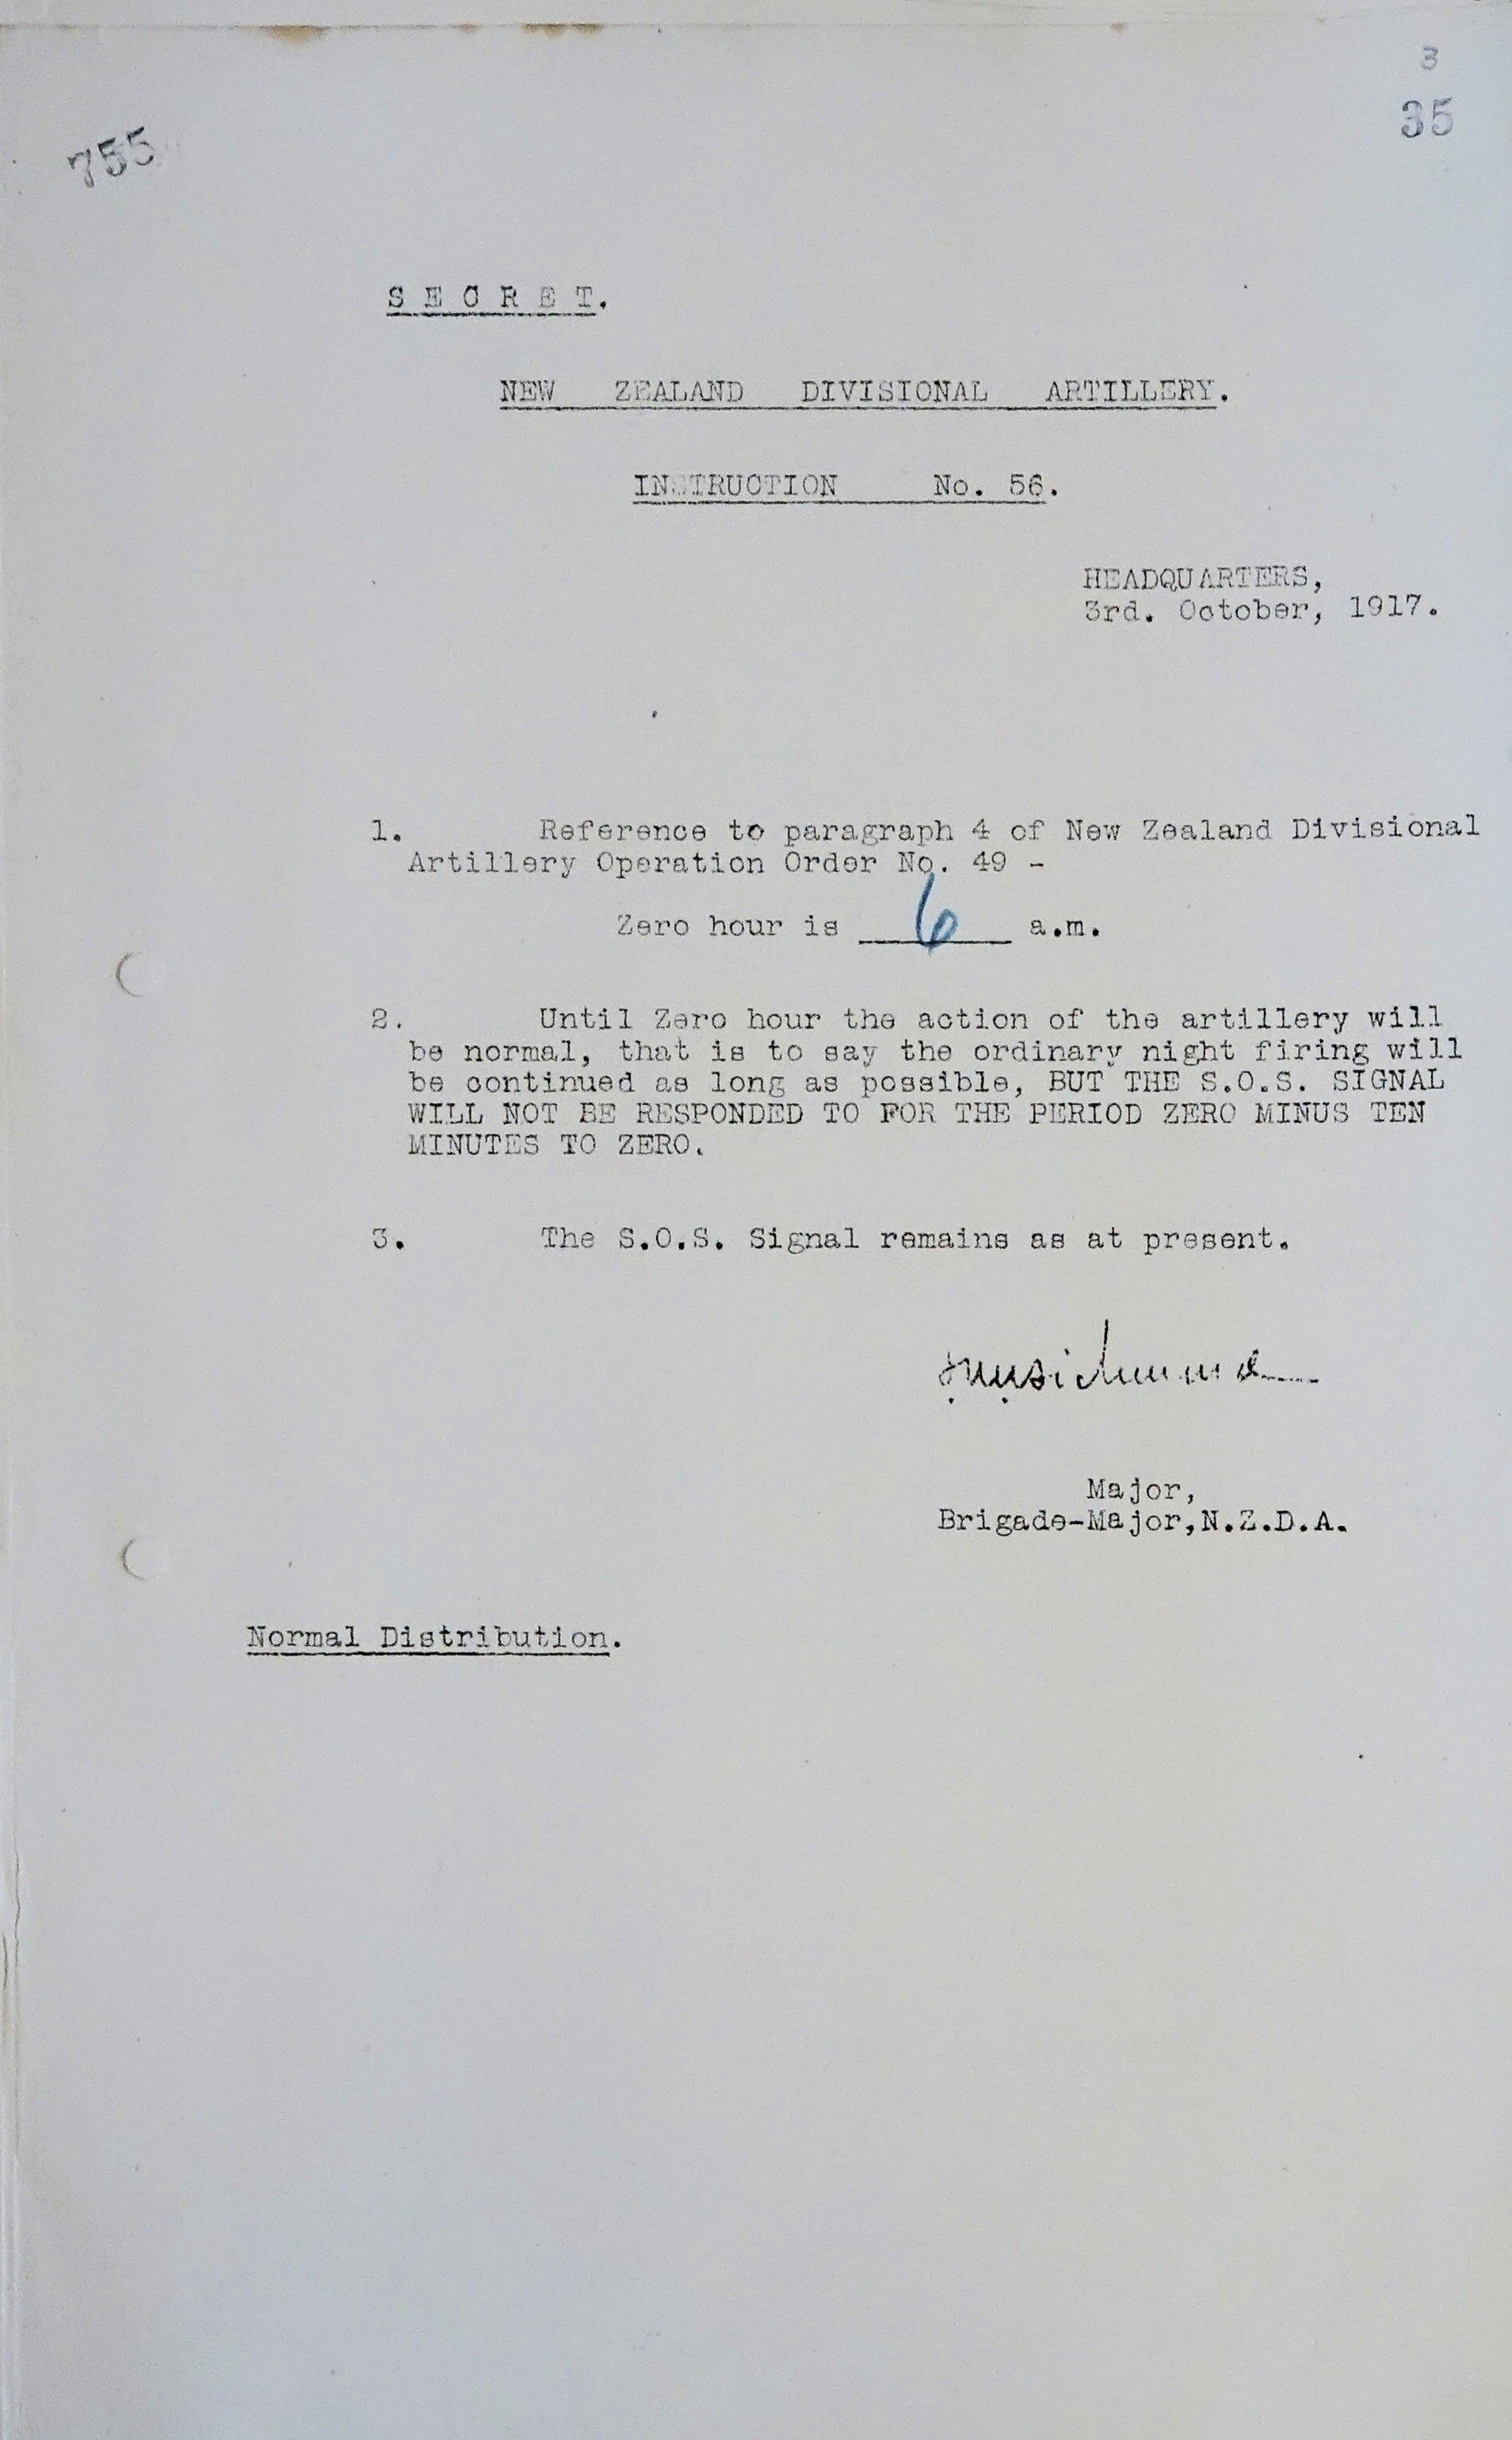 3
35
755
S E C R E T.
NEW ZEALAND DIVISIONAL ARTILLERY.
INSTRUCTION No. 56.
HEADQUARTERS,
3rd. October, 1917.
1. Reference to paragraph 4 of New Zealand Divisional
Artillery Operation Order No. 49 -
Zero hour is 6 a.m.
2. Until Zero hour the action of the artillery will
be normal, that is to say the ordinary night firing will
be continued as long as possible, BUT THE S.O.S. SIGNAL
WILL NOT BE RESPONDED TO FOR THE PERIOD ZERO MINUS TEN
MINUTES TO ZERO.
3. The S.O.S. Signal remains as at present.
Major,
Brigade-Major,N.Z.D.A.
Normal Distribution.